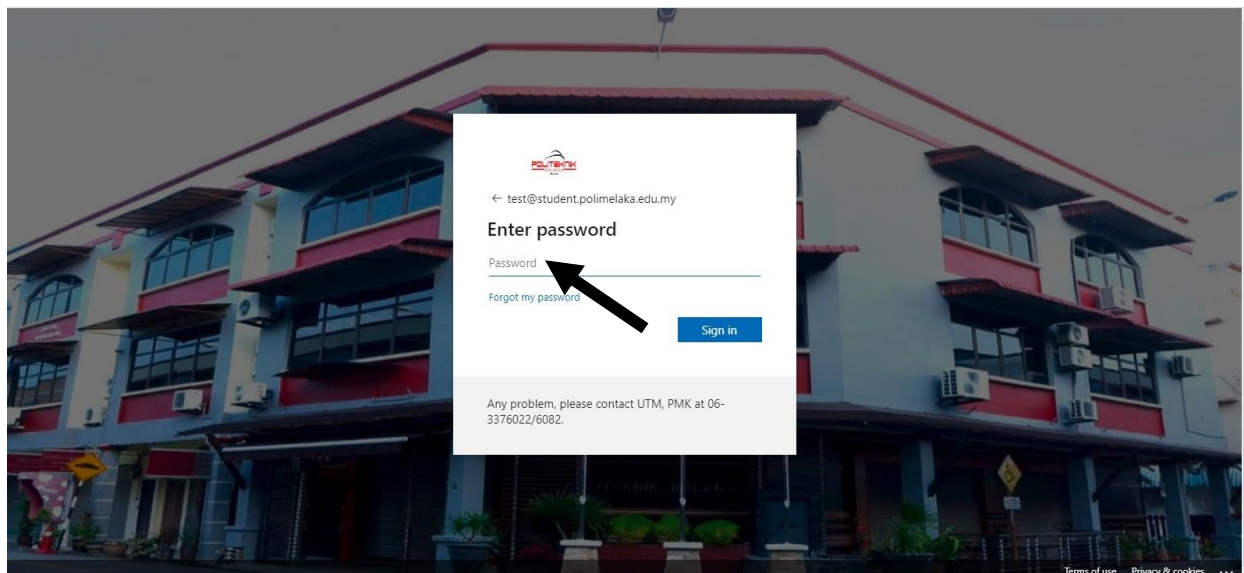 POLITEKNIK
← test@student.polimelaka.edu.my
Enter password
Password
Forgot my password
Sign in
Any problem, please contact UTM, PMK at 06-
3376022/6082.
Terms of use Privacy & cookies ...